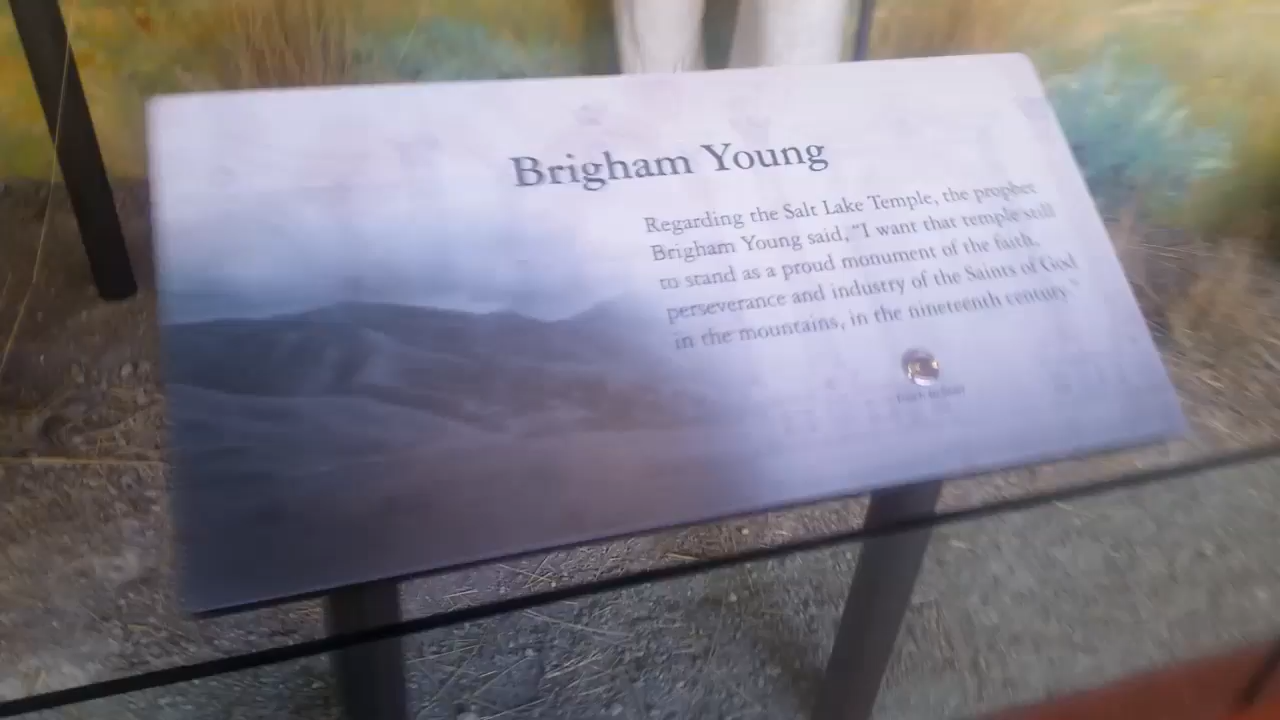 Brigham Young
Regarding the Salt Lake Temple, the prophet
Brigham Young said, “I want that temple still
to stand as a proud monument of the faith,
perseverance and industry of the Saints of God
in the mountains, in the nineteenth century.”